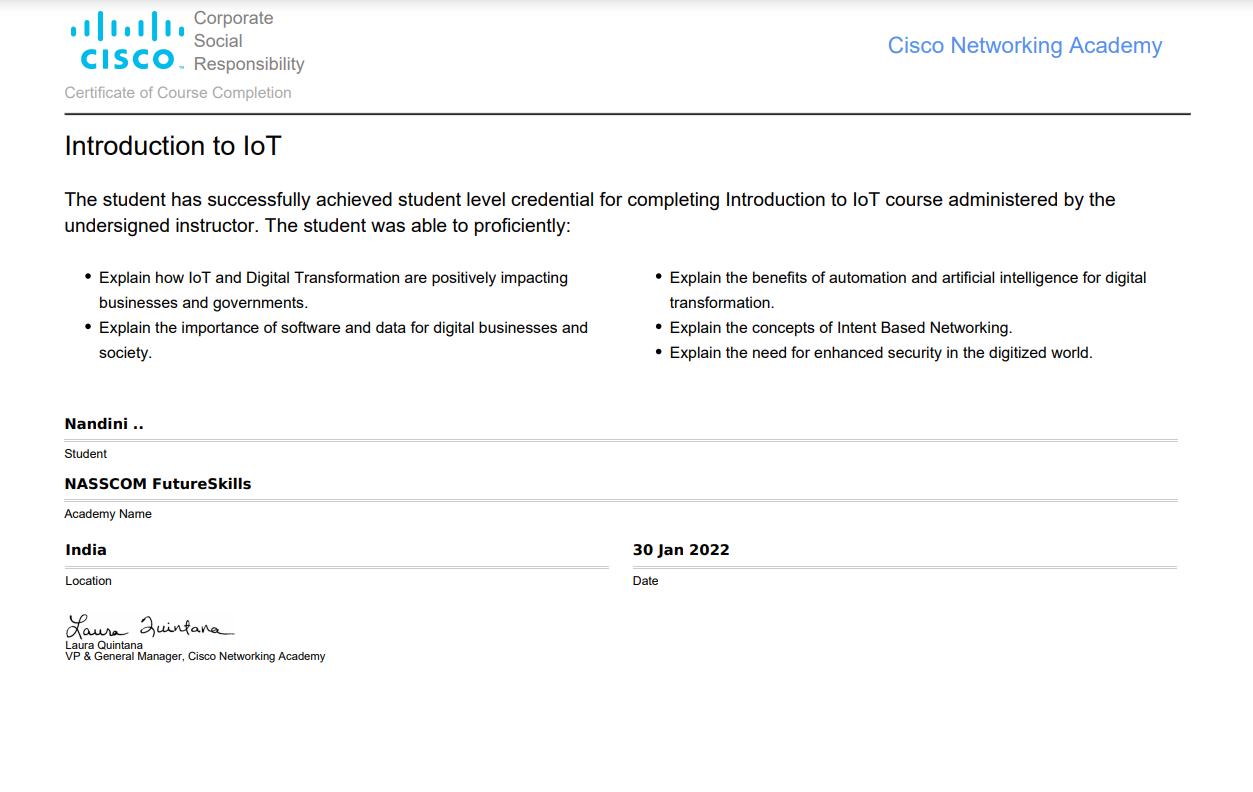 Corporate
Social
Responsibility
CISCO
Cisco Networking Academy
Certificate of Course Completion
Introduction to IoT
The student has successfully achieved student level credential for completing Introduction to IoT course administered by the
undersigned instructor. The student was able to proficiently:
• Explain how IoT and Digital Transformation are positively impacting
businesses and governments.
• Explain the importance of software and data for digital businesses and
society.
• Explain the benefits of automation and artificial intelligence for digital
transformation.
• Explain the concepts of Intent Based Networking.
• Explain the need for enhanced security in the digitized world.
Nandini ..
Student
NASSCOM FutureSkills
Academy Name
India
Location
30 Jan 2022
Date
Laura Quintana
Laura Quintana
VP & General Manager, Cisco Networking Academy